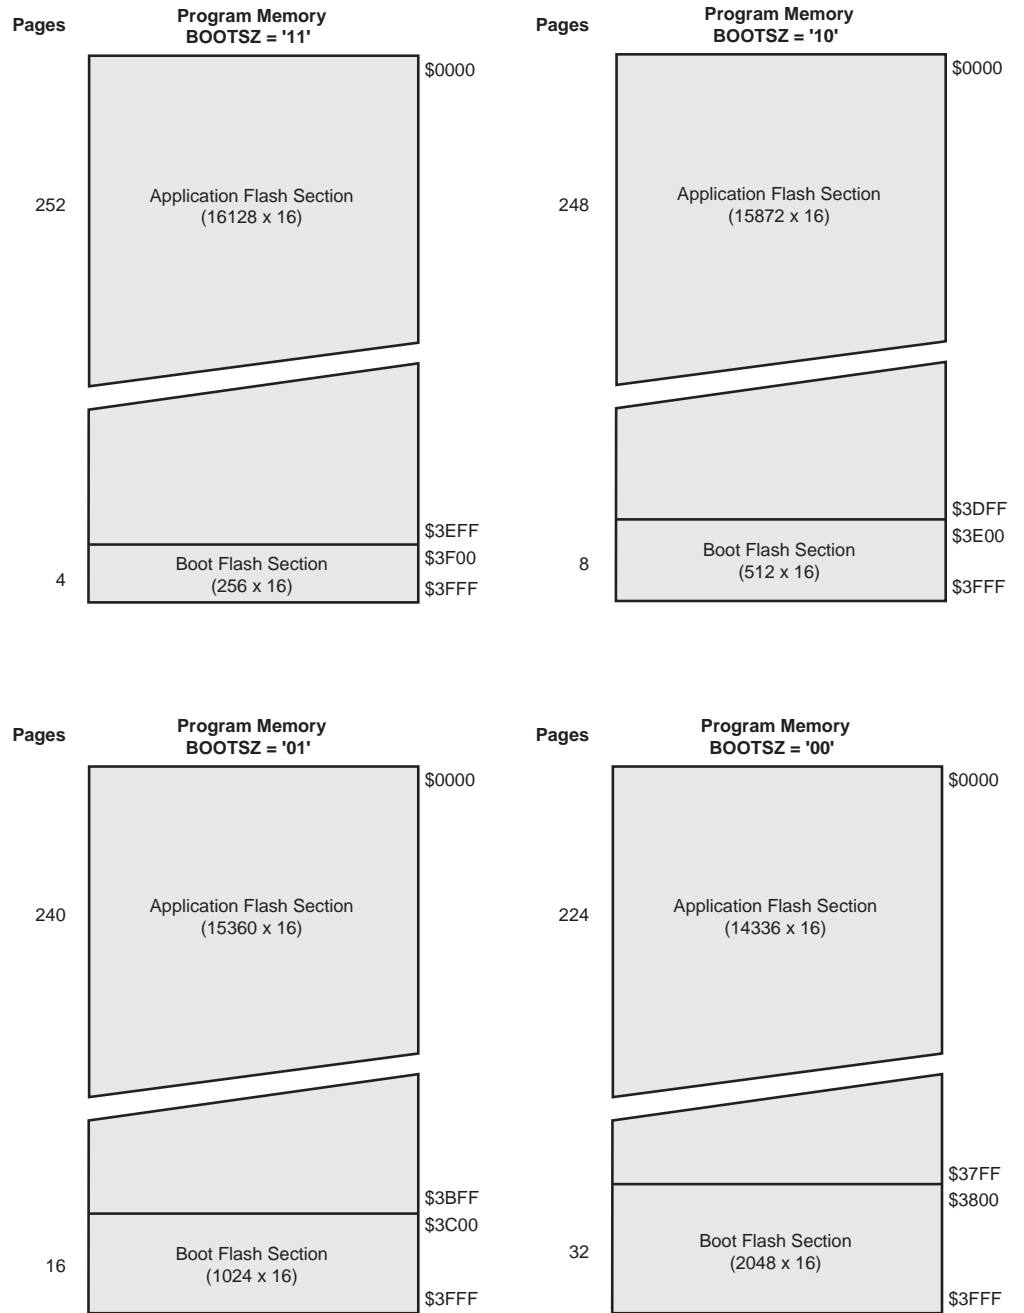 Pages
Program Memory
BOOTSZ = '11'
$0000
252
Application Flash Section
(16128 x 16)
$3EFF
$3F00
4
Boot Flash Section
(256 x 16)
$3FFF
Pages
Program Memory
BOOTSZ = '10'
$0000
248
Application Flash Section
(15872 x 16)
$3DFF
$3E00
8
Boot Flash Section
(512 x 16)
$3FFF
Pages
Program Memory
BOOTSZ = '01'
$0000
240
Application Flash Section
(15360 x 16)
$3BFF
$3C00
16
Boot Flash Section
(1024 x 16)
$3FFF
Pages
Program Memory
BOOTSZ = '00'
$0000
224
Application Flash Section
(14336 x 16)
$37FF
$3800
32
Boot Flash Section
(2048 x 16)
$3FFF